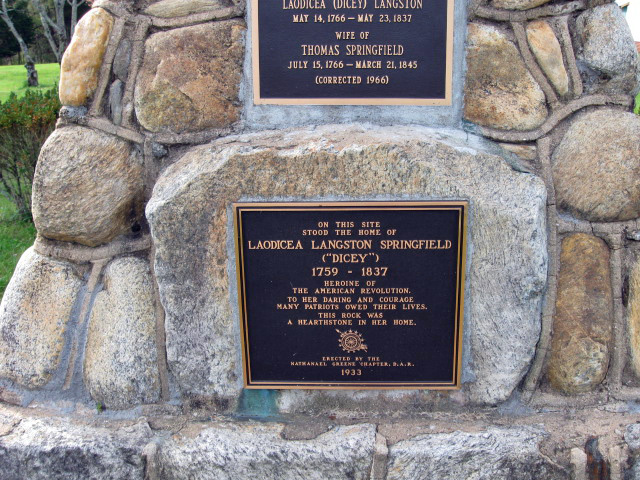 LAODICEA (DICEY) LANGSTON
MAY 14, 1766 — MAY 23, 1837
WIFE OF
THOMAS SPRINGFIELD
JULY 15, 1766 — MARCH 21, 1845
(CORRECTED 1966)
ON THIS SITE
STOOD THE HOME OF
LAODICEA LANGSTON SPRINGFIELD
("DICEY")
1759 - 1837
HEROINE OF
THE AMERICAN REVOLUTION.
TO HER DARING AND COURAGE
MANY PATRIOTS OWED THEIR LIVES.
THIS ROCK WAS
A HEARTHSTONE IN HER HOME.
ERECTED BY THE
NATHANAEL GREENE CHAPTER, D.A.R.
1933